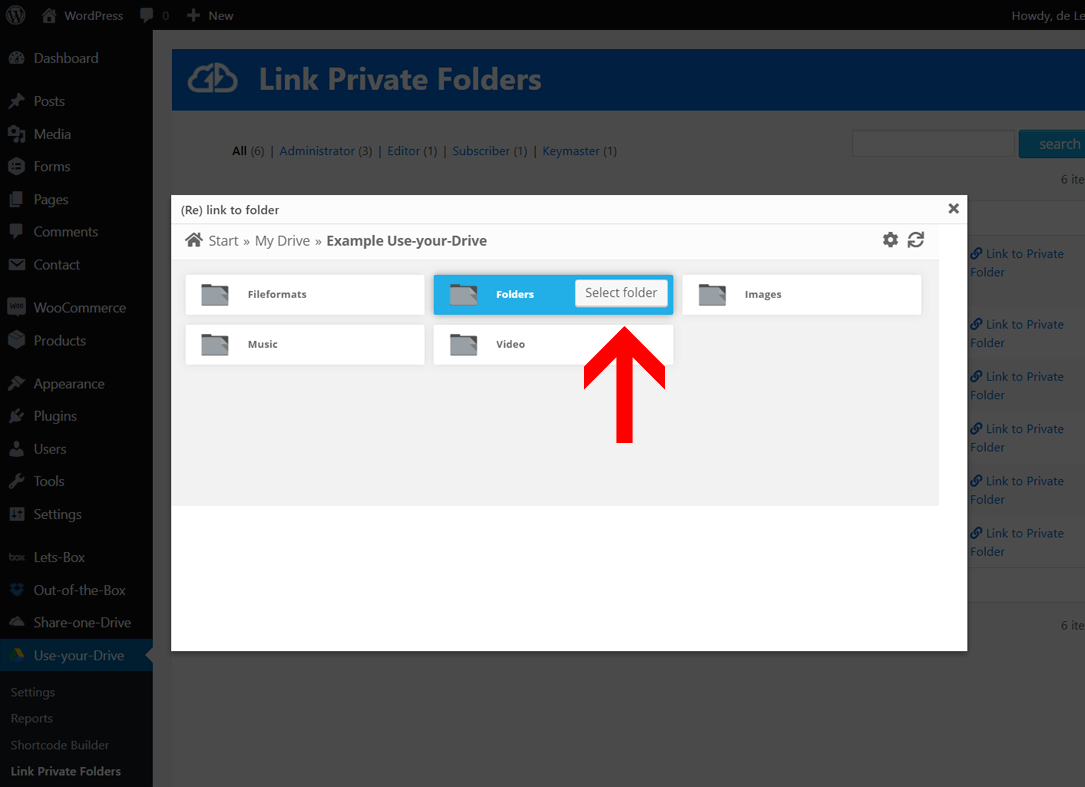 WordPress 0 New
Howdy, de Le
Dashboard
Posts
Media
Forms
Pages
Comments
Contact
WooCommerce
Products
Appearance
Plugins
Users
Tools
Settings
Lets-Box
Out-of-the-Box
Share-one-Drive
Use-your-Drive
Settings
Reports
Shortcode Builder
Link Private Folders
Link Private Folders
All (6) | Administrator (3) | Editor (1) | Subscriber (1) | Keymaster (1)
search
6 ite
(Re) link to folder
Start » My Drive » Example Use-your-Drive
Fileformats
Folders
Select folder
Images
Music
Video
Link to Private
Folder
Link to Private
Folder
Link to Private
Folder
Link to Private
Folder
Link to Private
Folder
Link to Private
Folder
6 ite